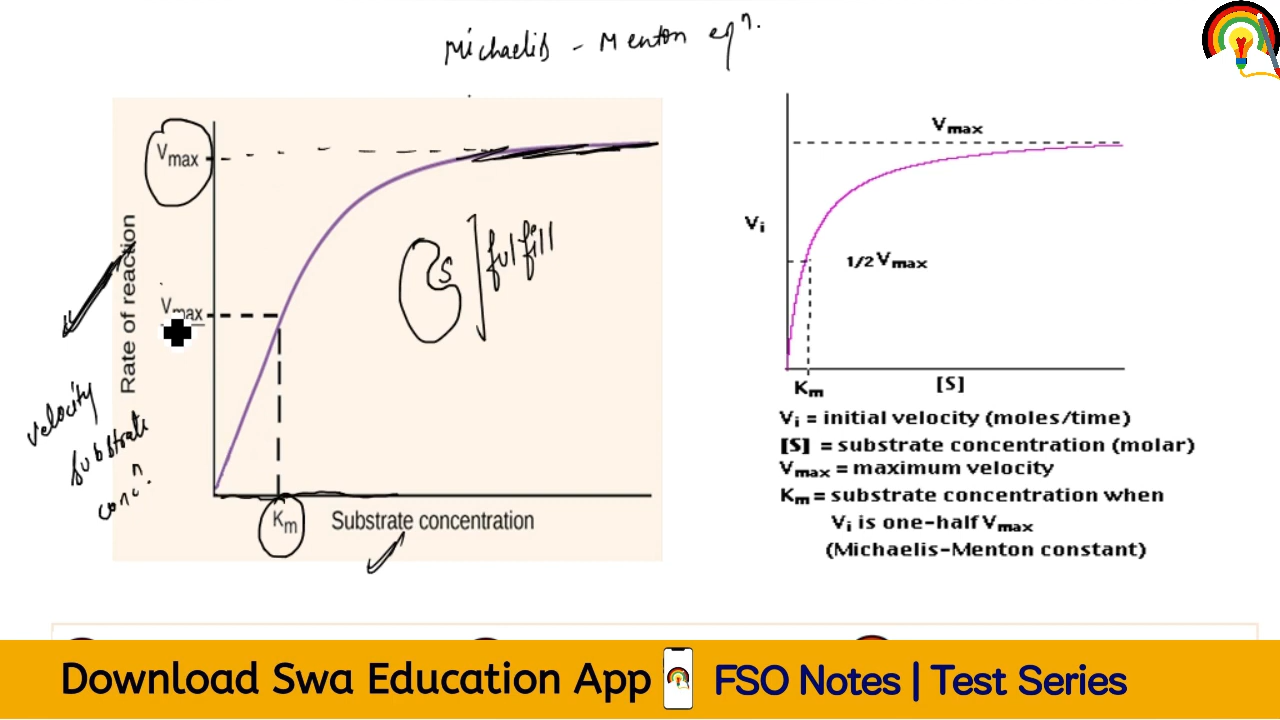 Michaelis - Menton eqn.
Vmax
Rate of reaction
Vmax
S fulfill
velocity
substrate
concn.
Km
Substrate concentration
Vmax
Vi
1/2 Vmax
Km
[S]
Vi = initial velocity (moles/time)
[S] = substrate concentration (molar)
Vmax = maximum velocity
Km = substrate concentration when
Vi is one-half Vmax
(Michaelis-Menton constant)
Download Swa Education App FSO Notes | Test Series